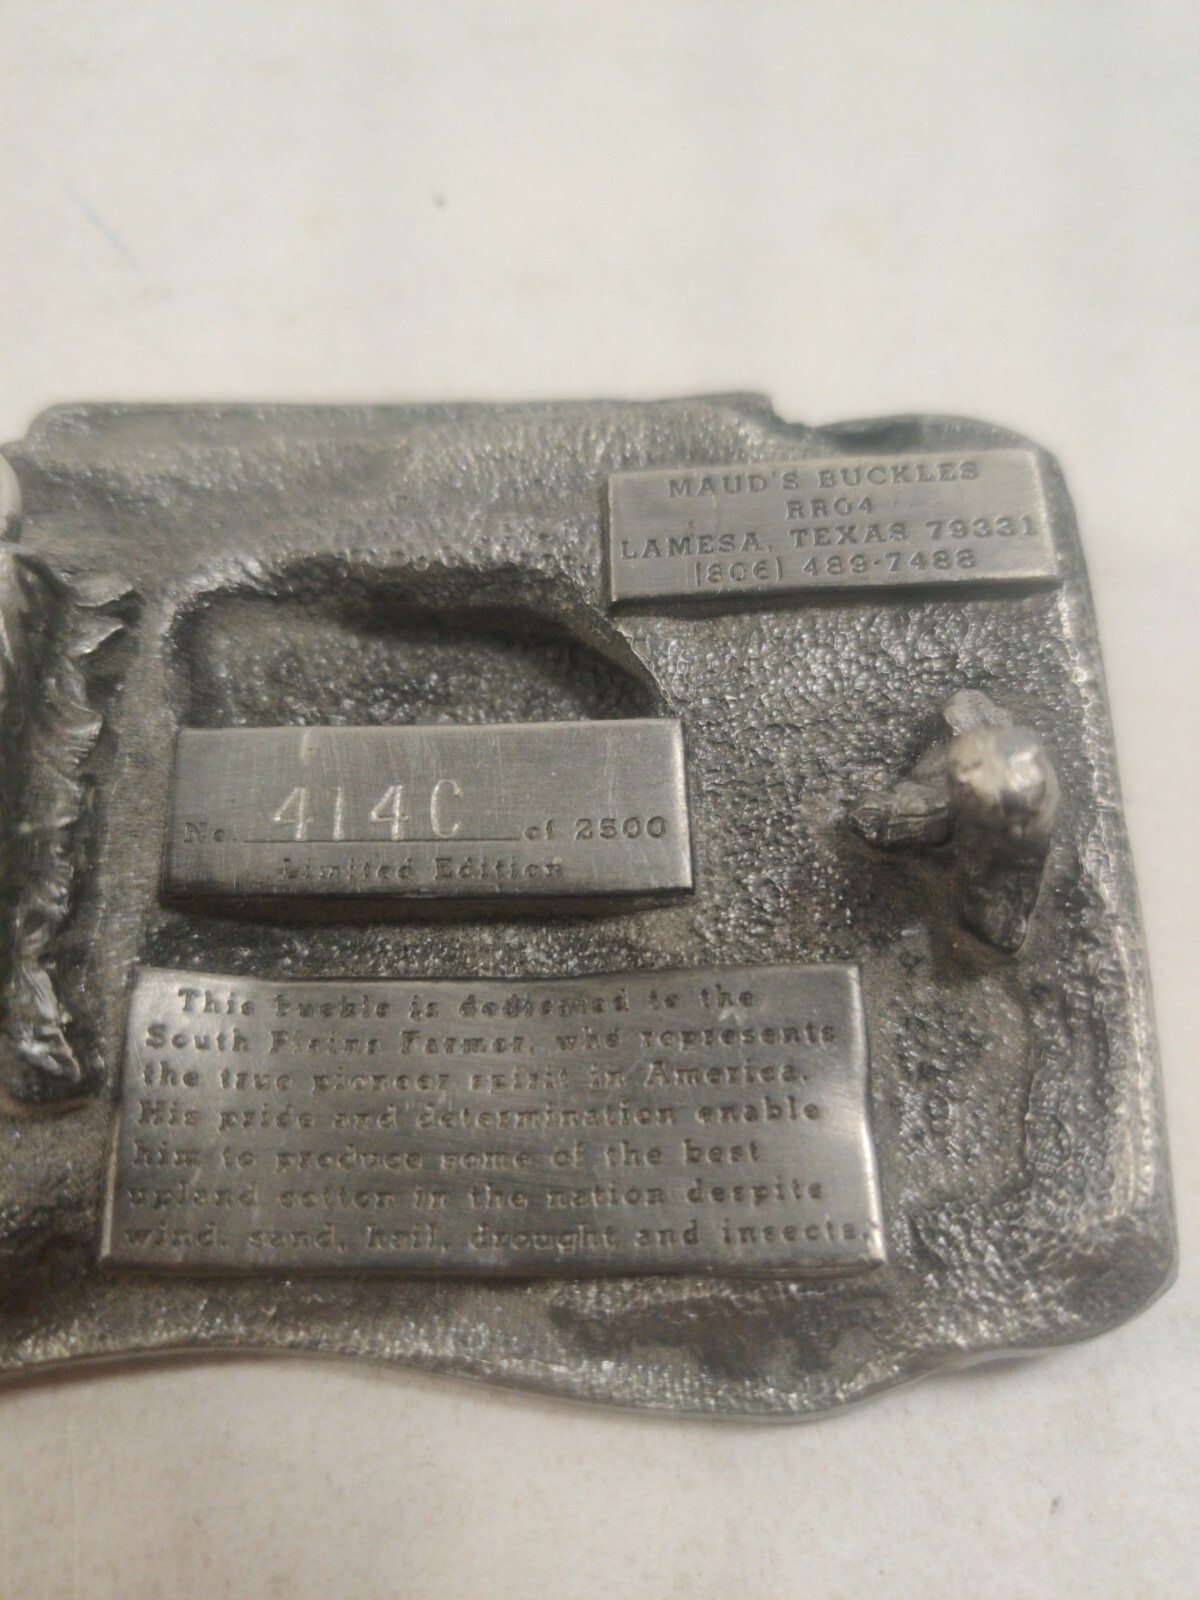 MAUD'S BUCKLES
RR04
LAMESA, TEXAS 79331
(806) 489-7488
No. 414C of 2500
Limited Edition
This buckle is dedicated to the
South Plains Farmer, who represents
the true pioneer spirit in America.
His pride and determination enable
him to produce some of the best
upland cotton in the nation despite
wind, sand, hail, drought and insects.